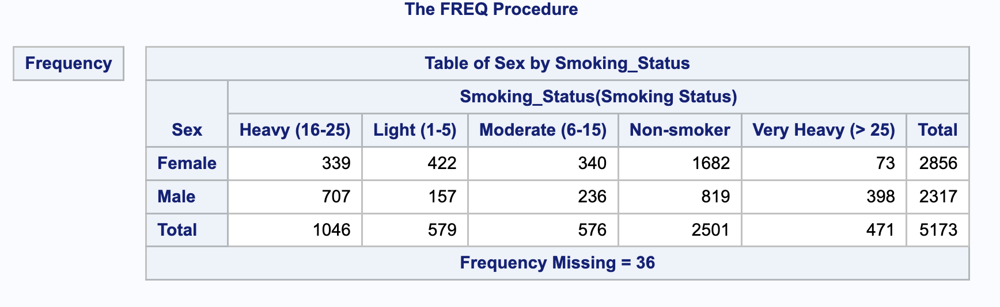 The FREQ Procedure
Frequency
Table of Sex by Smoking_Status
Smoking_Status(Smoking Status)
Sex Heavy (16-25) Light (1-5) Moderate (6-15) Non-smoker Very Heavy (> 25) Total
Female 339 422 340 1682 73 2856
Male 707 157 236 819 398 2317
Total 1046 579 576 2501 471 5173
Frequency Missing = 36